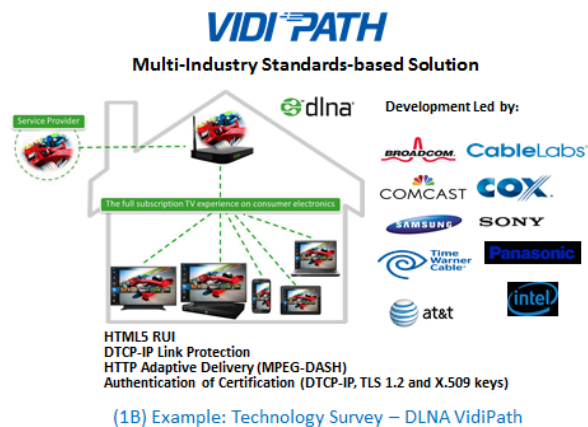 VIDIPATH
Multi-Industry Standards-based Solution
Service Provider
dlna
Development Led by:
BROADCOM.
CableLabs
COMCAST
COX
SAMSUNG
SONY
Time
Warner
Cable
Panasonic
at&t
intel
The full subscription TV experience on consumer electronics
HTML5 RUI
DTCP-IP Link Protection
HTTP Adaptive Delivery (MPEG-DASH)
Authentication of Certification (DTCP-IP, TLS 1.2 and X.509 keys)
(1B) Example: Technology Survey – DLNA VidiPath